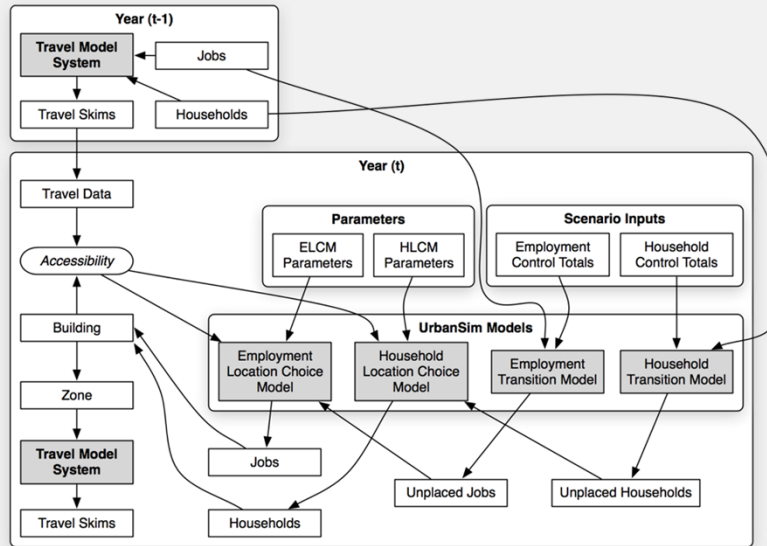 Year (t-1)
Travel Model
System
Jobs
Travel Skims
Households
Year (t)
Travel Data
Parameters
ELCM
Parameters
HLCM
Parameters
Scenario Inputs
Employment
Control Totals
Household
Control Totals
Accessibility
UrbanSim Models
Building
Employment
Location Choice
Model
Household
Location Choice
Model
Employment
Transition Model
Household
Transition Model
Zone
Travel Model
System
Jobs
Unplaced Jobs
Unplaced Households
Travel Skims
Households